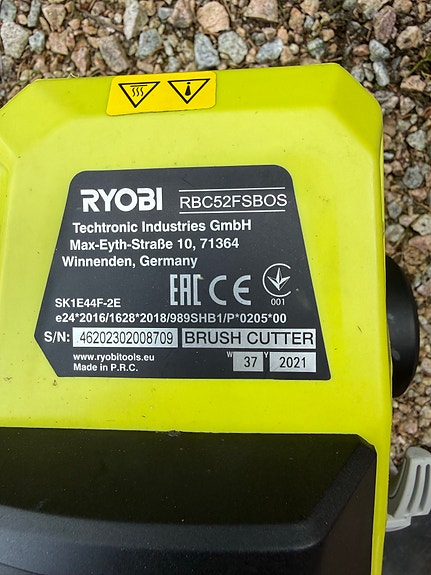 RYOBI RBC52FSBOS
Techtronic Industries GmbH
Max-Eyth-Straße 10, 71364
Winnenden, Germany
EAC CE
001
SK1E44F-2E
e24*2016/1628*2018/989SHB1/P*0205*00
S/N: 46202302008709 BRUSH CUTTER
www.ryobitools.eu W 37 Y 2021
Made in P.R.C.